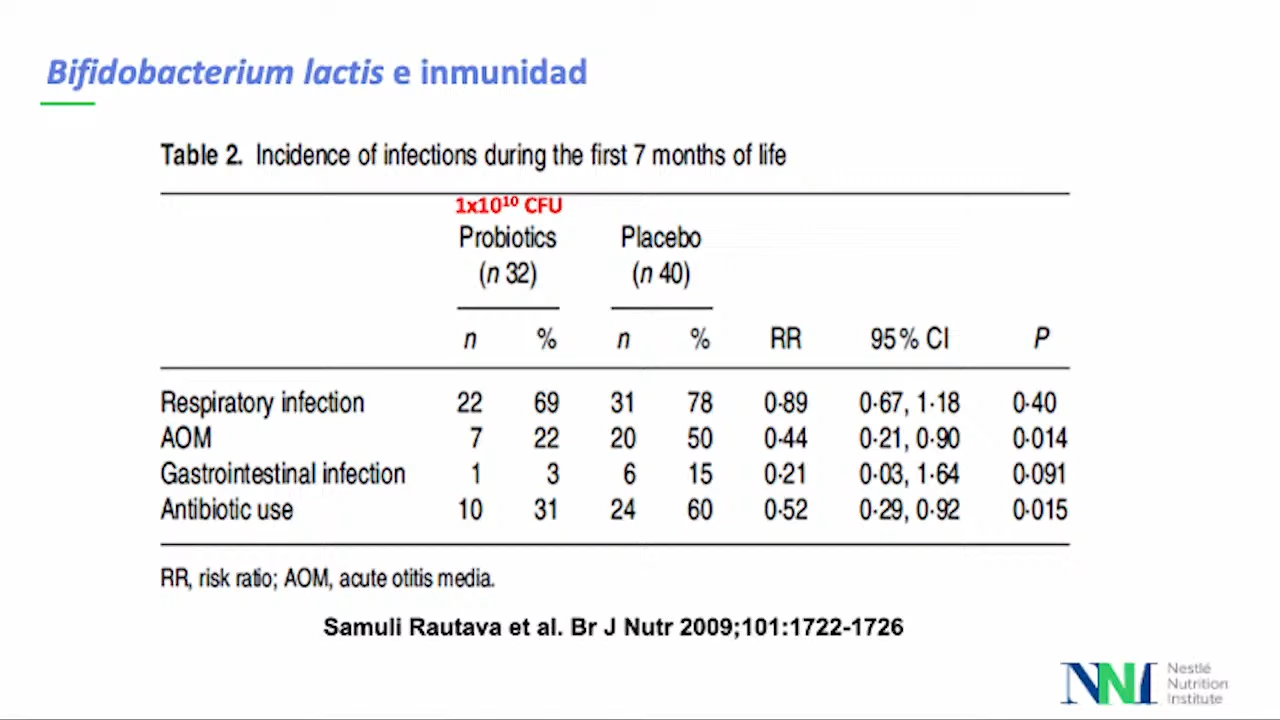 Bifidobacterium lactis e inmunidad
Table 2. Incidence of infections during the first 7 months of life
1x10¹⁰ CFU
Probiotics Placebo
(n 32) (n 40)
n % n % RR 95% CI P
Respiratory infection 22 69 31 78 0·89 0·67, 1·18 0·40
AOM 7 22 20 50 0·44 0·21, 0·90 0·014
Gastrointestinal infection 1 3 6 15 0·21 0·03, 1·64 0·091
Antibiotic use 10 31 24 60 0·52 0·29, 0·92 0·015
RR, risk ratio; AOM, acute otitis media.
Samuli Rautava et al. Br J Nutr 2009;101:1722-1726
NNI Nestlé
Nutrition
Institute